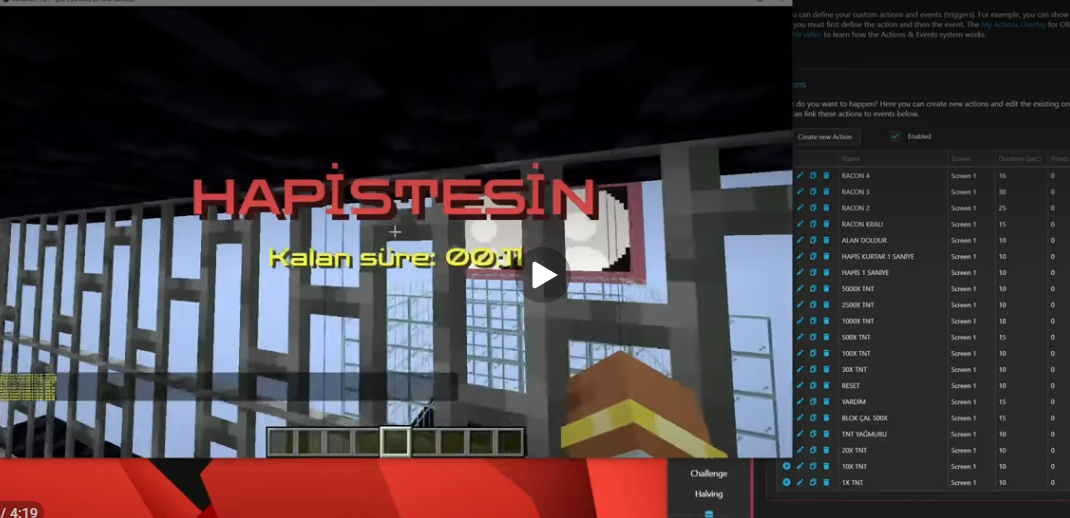 u can define your custom actions and events (triggers). For example, you can show
you must first define the action and then the event. The My Actions Overlay for OB
video to learn how the Actions & Events system works.
ons
do you want to happen? Here you can create new actions and edit the existing on
an link these actions to events below.
Create new Action
Enabled
Name Screen Duration (sec) Points
RACON 4 Screen 1 16 0
RACON 3 Screen 1 30 0
RACON 2 Screen 1 25 0
RACON KRALI Screen 1 15 0
ALAN DOLDUR Screen 1 10 0
HAPİS KURTAR 1 SANİYE Screen 1 10 0
HAPİS 1 SANİYE Screen 1 10 0
5000X TNT Screen 1 10 0
2500X TNT Screen 1 10 0
1000X TNT Screen 1 18 0
500X TNT Screen 1 15 0
100X TNT Screen 1 10 0
30X TNT Screen 1 10 0
RESET Screen 1 10 0
YARDİM Screen 1 15 0
BLOK ÇAL 500X Screen 1 15 0
TNT YAĞMURU Screen 1 10 0
20X TNT Screen 1 10 0
10X TNT Screen 1 10 0
1X TNT Screen 1 10 0
HAPİSTESİN
Kalan süre: 00:11
Challenge
Halving
/ 4:19